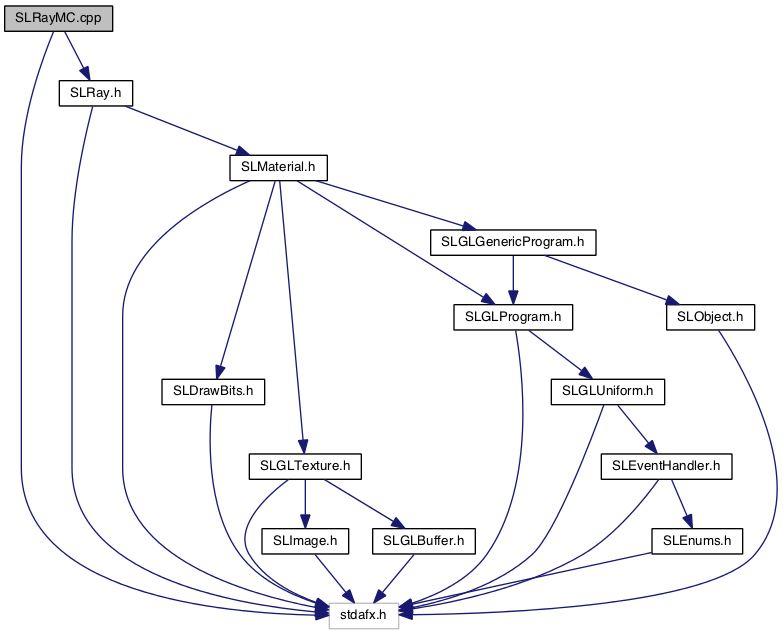 SLRayMC.cpp
SLRay.h
SLMaterial.h
SLGLGenericProgram.h
SLGLProgram.h
SLObject.h
SLDrawBits.h
SLGLUniform.h
SLGLTexture.h
SLEventHandler.h
SLImage.h
SLGLBuffer.h
SLEnums.h
stdafx.h